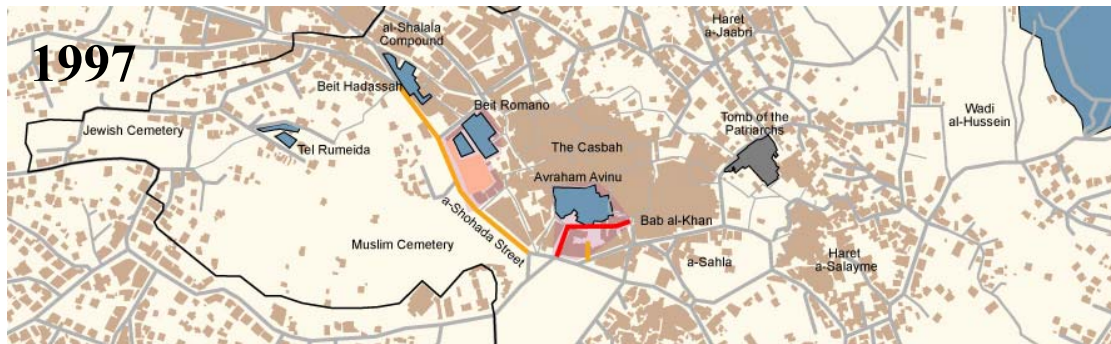 1997
al-Shalala
Compound
Haret
a-Jaabri
Beit Hadassah
Beit Romano
Wadi
al-Hussein
Jewish Cemetery
Tel Rumeida
The Casbah
Tomb of the
Patriarchs
Avraham Avinu
a-Shohada Street
Muslim Cemetery
Bab al-Khan
a-Sahla
Haret
a-Salayme